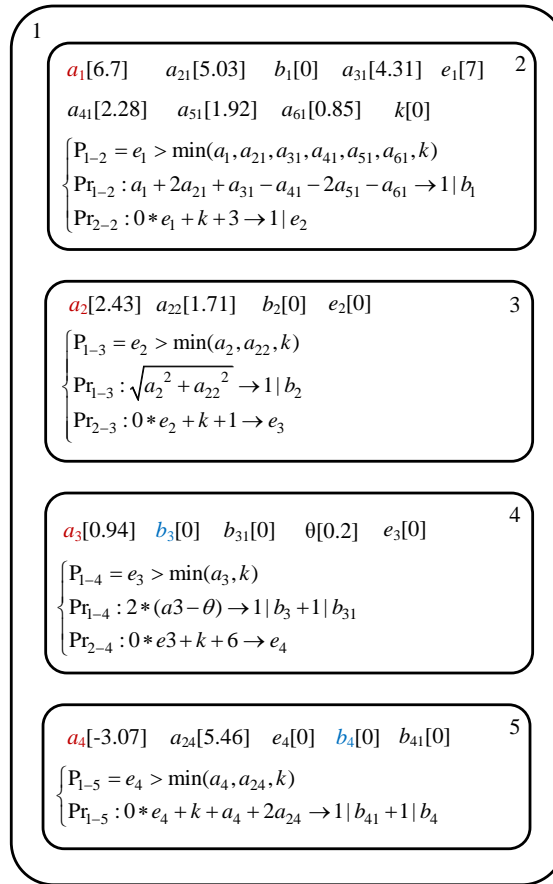 1
2
a₁[6.7] a₂₁[5.03] b₁[0] a₃₁[4.31] e₁[7]
a₄₁[2.28] a₅₁[1.92] a₆₁[0.85] k[0]
P₁₋₂ = e₁ > min(a₁,a₂₁,a₃₁,a₄₁,a₅₁,a₆₁,k)
Pr₁₋₂ : a₁ + 2a₂₁ + a₃₁ − a₄₁ − 2a₅₁ − a₆₁ → 1 | b₁
Pr₂₋₂ : 0*e₁ + k + 3 → 1 | e₂
a₂[2.43] a₂₂[1.71] b₂[0] e₂[0] 3
P₁₋₃ = e₂ > min(a₂,a₂₂,k)
Pr₁₋₃ : √(a₂² + a₂₂²) → 1 | b₂
Pr₂₋₃ : 0*e₂ + k + 1 → e₃
4
a₃[0.94] b₃[0] b₃₁[0] θ[0.2] e₃[0]
P₁₋₄ = e₃ > min(a₃,k)
Pr₁₋₄ : 2*(a3−θ) → 1 | b₃ + 1 | b₃₁
Pr₂₋₄ : 0*e3 + k + 6 → e₄
a₄[-3.07] a₂₄[5.46] e₄[0] b₄[0] b₄₁[0] 5
P₁₋₅ = e₄ > min(a₄,a₂₄,k)
Pr₁₋₅ : 0*e₄ + k + a₄ + 2a₂₄ → 1 | b₄₁ + 1 | b₄